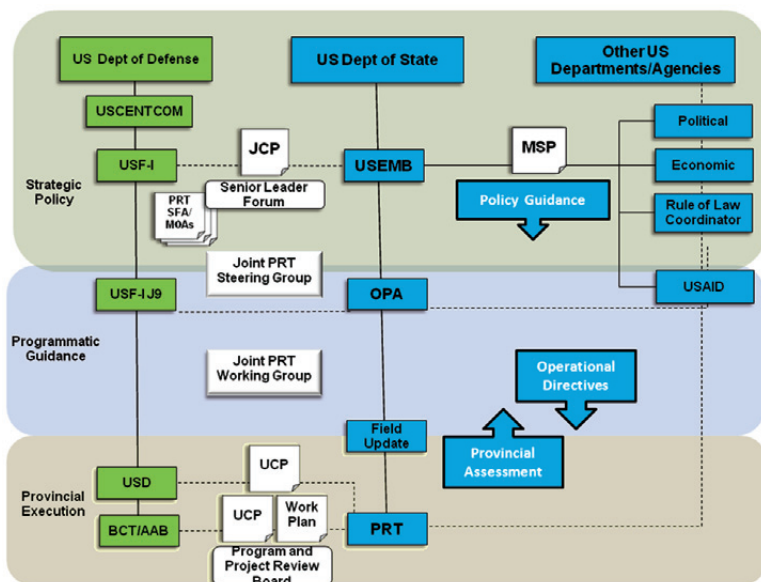 US Dept of Defense
US Dept of State
Other US
Departments/Agencies
USCENTCOM
Political
JCP
MSP
USF-I
USEMB
Economic
Strategic
Policy
Senior Leader
Forum
PRT
SFA/
MOAs
Policy Guidance
Rule of Law
Coordinator
Joint PRT
Steering Group
USF-I J9
OPA
USAID
Programmatic
Guidance
Joint PRT
Working Group
Operational
Directives
Field
Update
Provincial
Assessment
Provincial
Execution
USD
UCP
BCT/AAB
UCP
Work
Plan
PRT
Program and
Project Review
Board